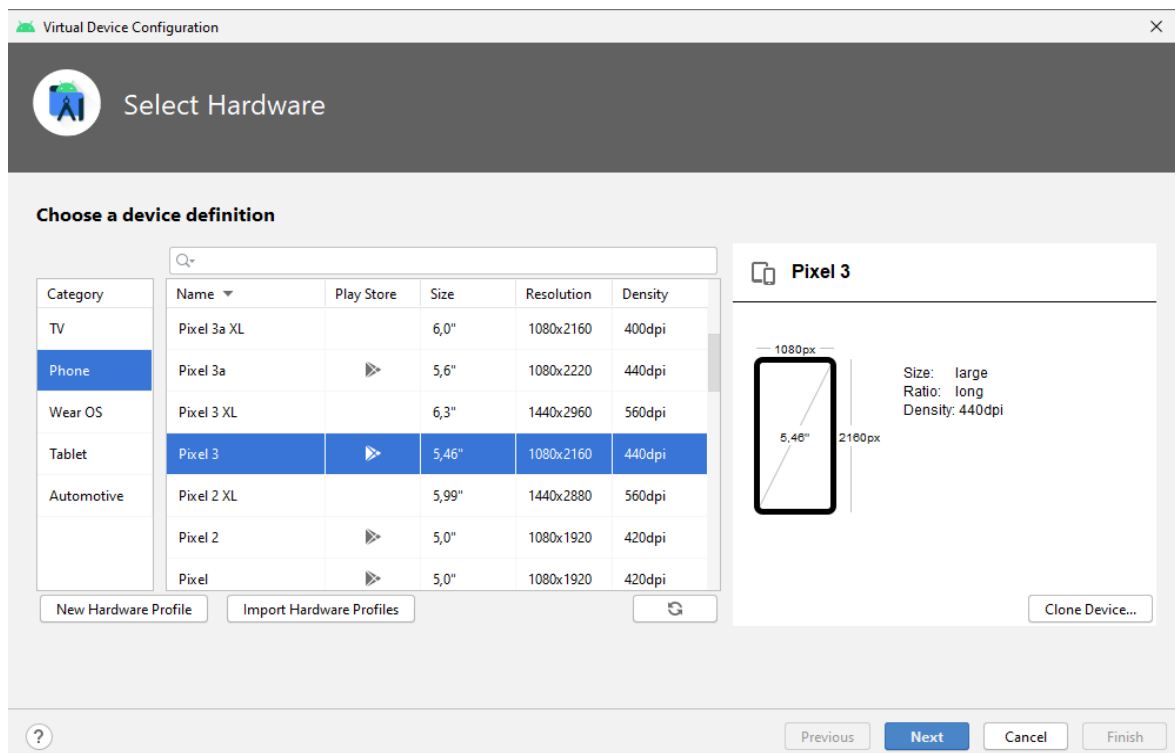 Virtual Device Configuration
Select Hardware
Choose a device definition
Category
TV
Phone
Wear OS
Tablet
Automotive
Name Play Store Size Resolution Density
Pixel 3a XL 6,0" 1080x2160 400dpi
Pixel 3a 5,6" 1080x2220 440dpi
Pixel 3 XL 6,3" 1440x2960 560dpi
Pixel 3 5,46" 1080x2160 440dpi
Pixel 2 XL 5,99" 1440x2880 560dpi
Pixel 2 5,0" 1080x1920 420dpi
Pixel 5,0" 1080x1920 420dpi
New Hardware Profile Import Hardware Profiles
Pixel 3
1080px
5,46"
2160px
Size: large
Ratio: long
Density: 440dpi
Clone Device...
? Previous Next Cancel Finish